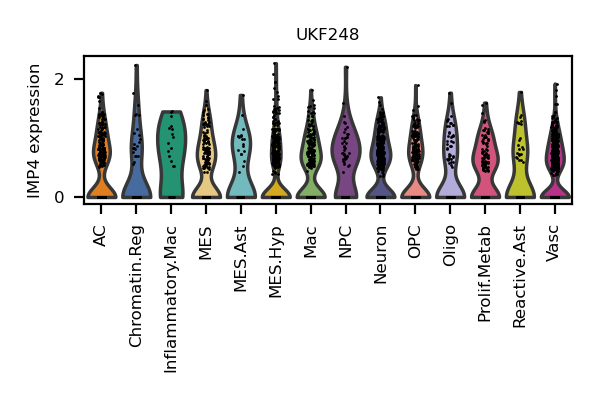 UKF248
IMP4 expression
2
0
AC
Chromatin.Reg
Inflammatory.Mac
MES
MES.Ast
MES.Hyp
Mac
NPC
Neuron
OPC
Oligo
Prolif.Metab
Reactive.Ast
Vasc